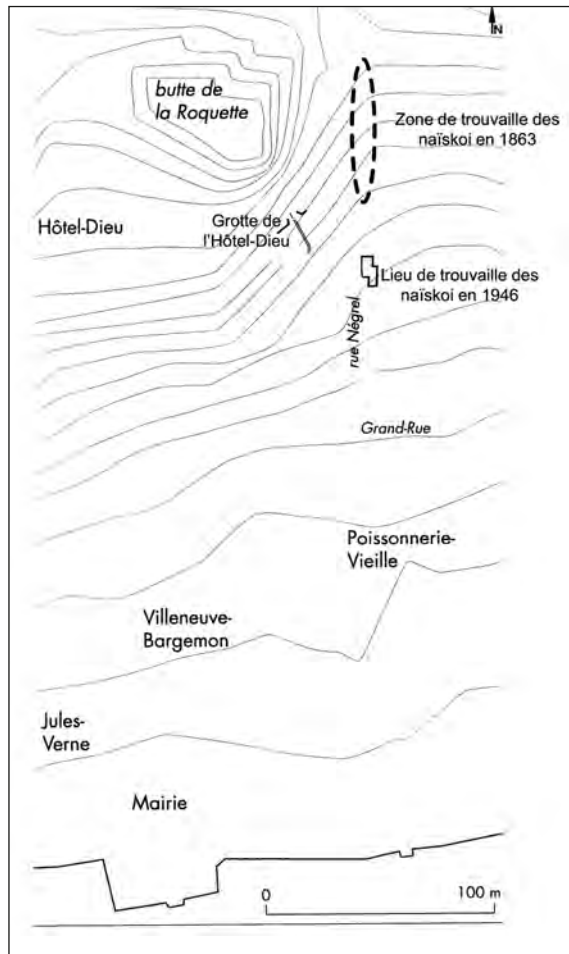 N
butte de
la Roquette
Zone de trouvaille des
naïskoi en 1863
Hôtel-Dieu
Grotte de
l'Hôtel-Dieu
Lieu de trouvaille des
naïskoi en 1946
rue Négrel
Grand-Rue
Poissonnerie-
Vieille
Villeneuve-
Bargemon
Jules-
Verne
Mairie
0
100 m